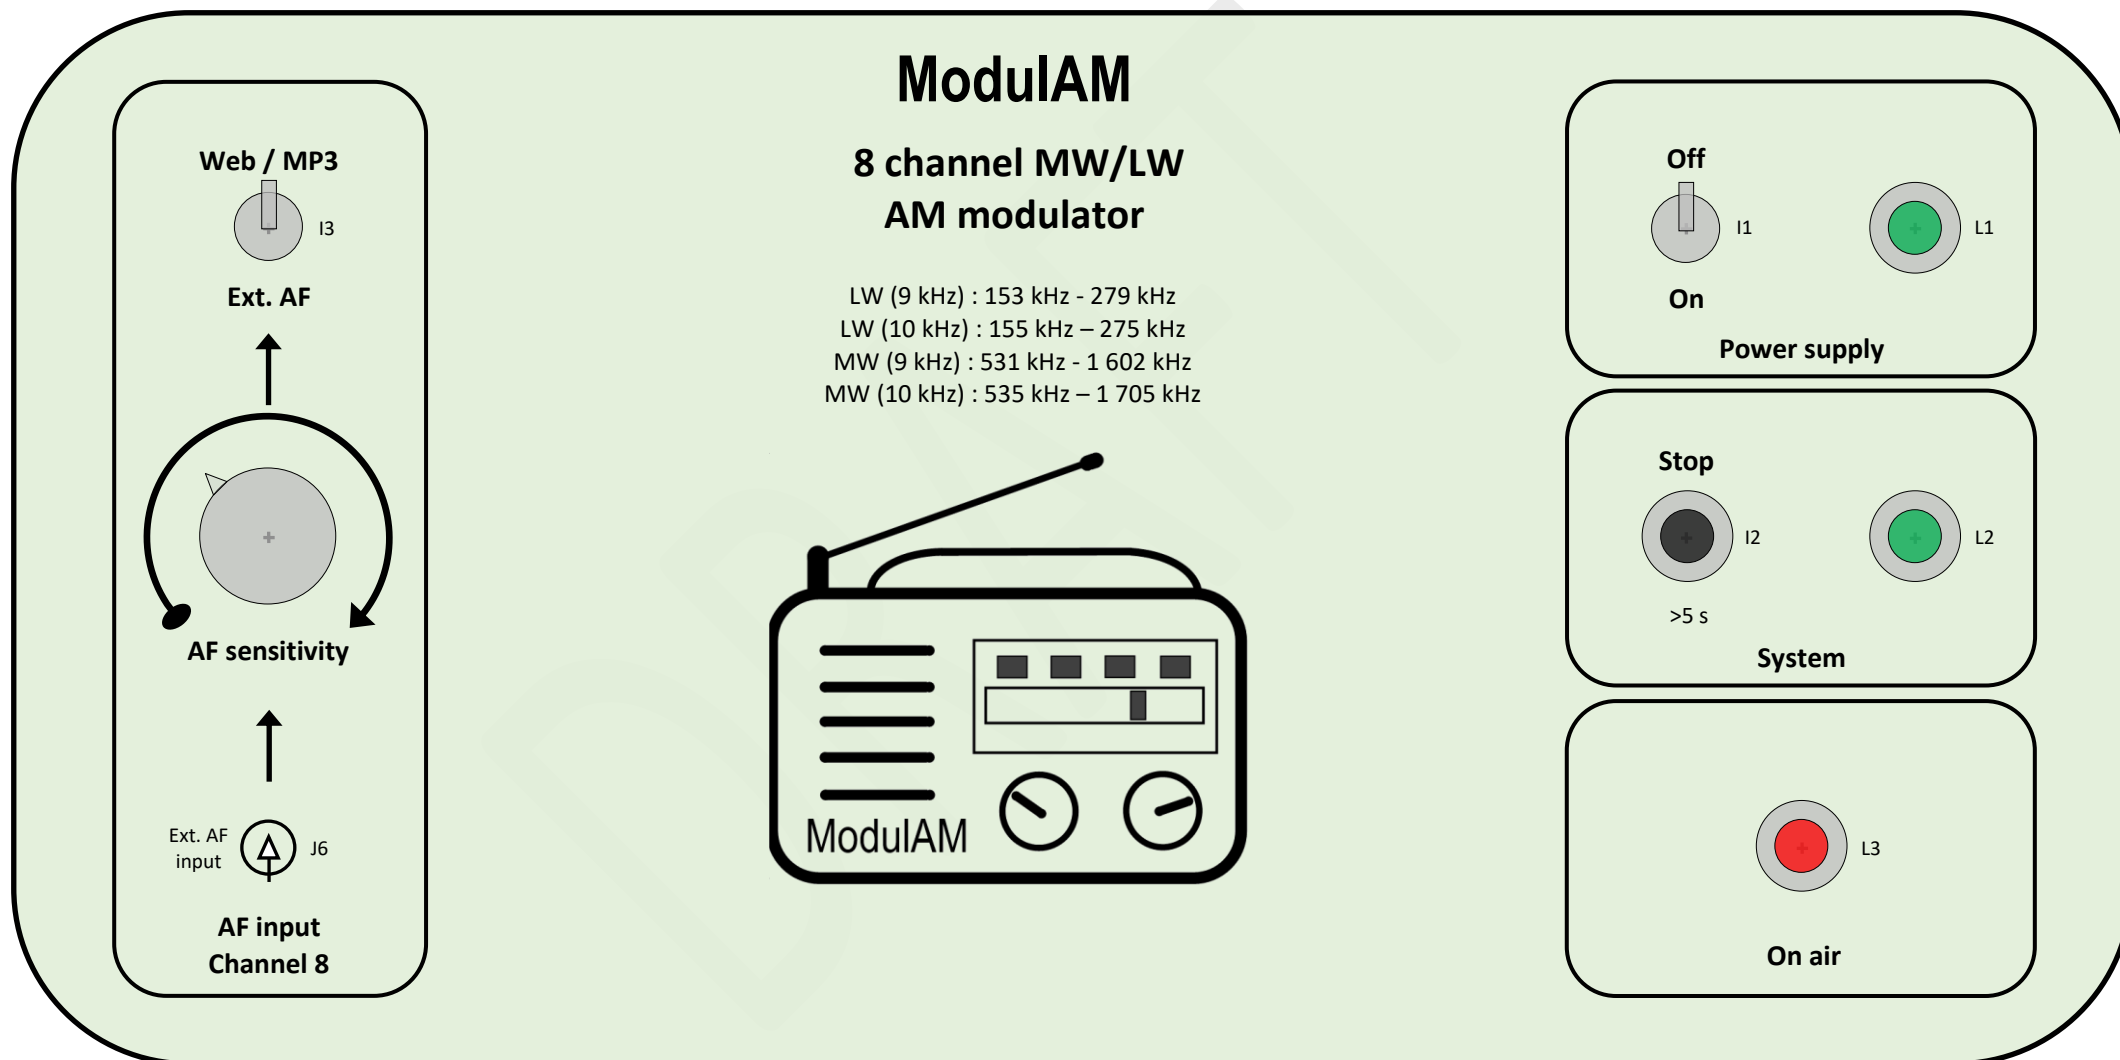 ModulAM
8 channel MW/LW
AM modulator
LW (9 kHz) : 153 kHz - 279 kHz
LW (10 kHz) : 155 kHz – 275 kHz
MW (9 kHz) : 531 kHz - 1 602 kHz
MW (10 kHz) : 535 kHz – 1 705 kHz
Web / MP3
I3
Ext. AF
AF sensitivity
Ext. AF
input
J6
AF input
Channel 8
ModulAM
Off
I1
L1
On
Power supply
Stop
I2
L2
>5 s
System
L3
On air
DRAFT